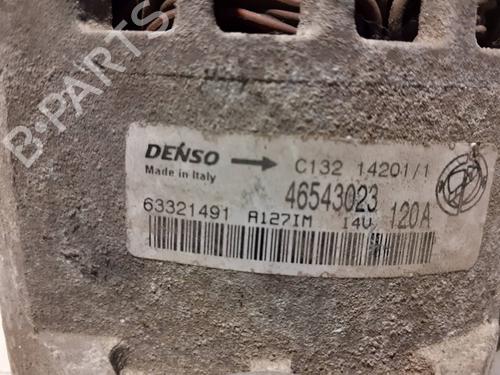 B-PARTS
DENSO C132 14201/1
Made in Italy
46543023
63321491 A127IM 14V 120A